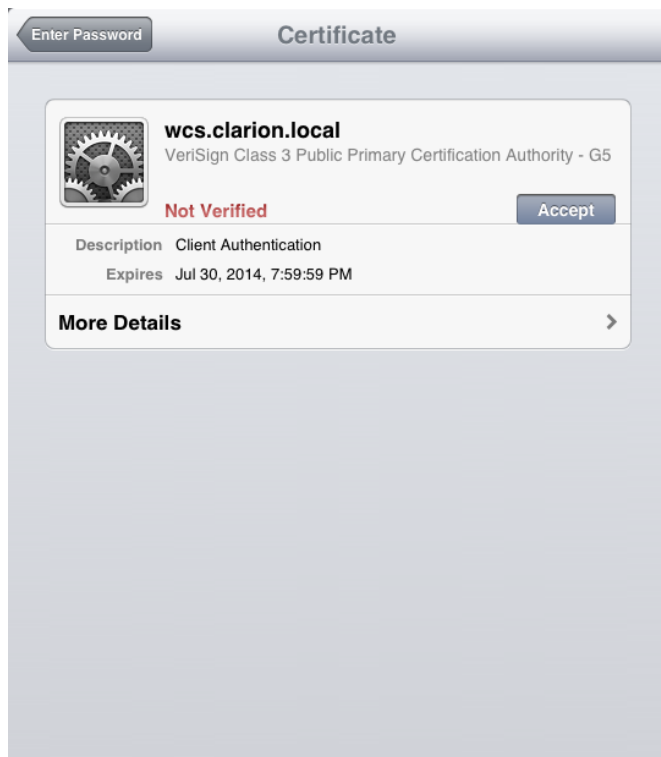 Enter Password
Certificate
wcs.clarion.local
VeriSign Class 3 Public Primary Certification Authority - G5
Not Verified
Accept
Description Client Authentication
Expires Jul 30, 2014, 7:59:59 PM
More Details